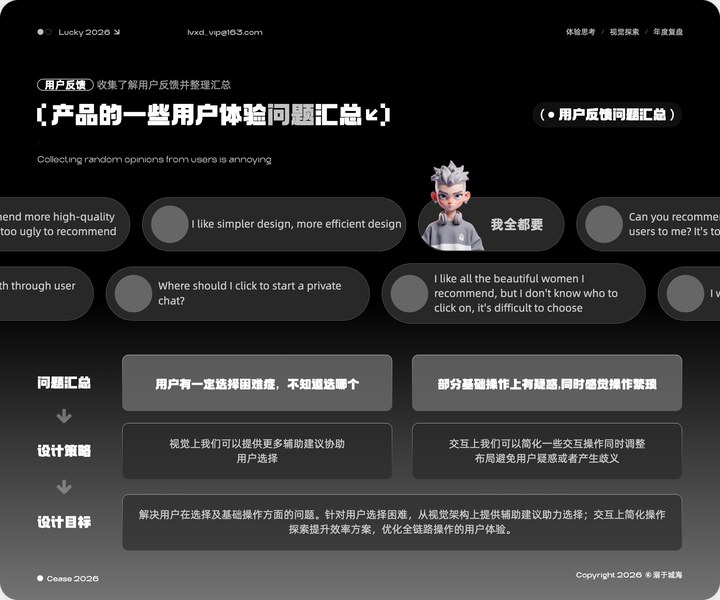 Lucky 2026
lvxd_vip@163.com
体验思考 / 视觉探索 / 年度复盘
用户反馈 收集了解用户反馈并整理汇总
产品的一些用户体验问题汇总
(● 用户反馈问题汇总 )
Collecting random opinions from users is annoying
more high-quality
too ugly to recommend
I like simpler design, more efficient design
我全都要
Can you
users to me? It's
through user
Where should I click to start a private
chat?
I like all the beautiful women I
recommend, but I don't know who to
click on, it's difficult to choose
I
问题汇总
用户有一定选择困难症，不知道选哪个
部分基础操作上有疑惑,同时感觉操作繁琐
设计策略
视觉上我们可以提供更多辅助建议协助
用户选择
交互上我们可以简化一些交互操作同时调整
布局避免用户疑惑或者产生歧义
设计目标
解决用户在选择及基础操作方面的问题。针对用户选择困难，从视觉架构上提供辅助建议助力选择；交互上简化操作
探索提升效率方案，优化全链路操作的用户体验。
Cease 2026
Copyright 2026 ©溺于城海